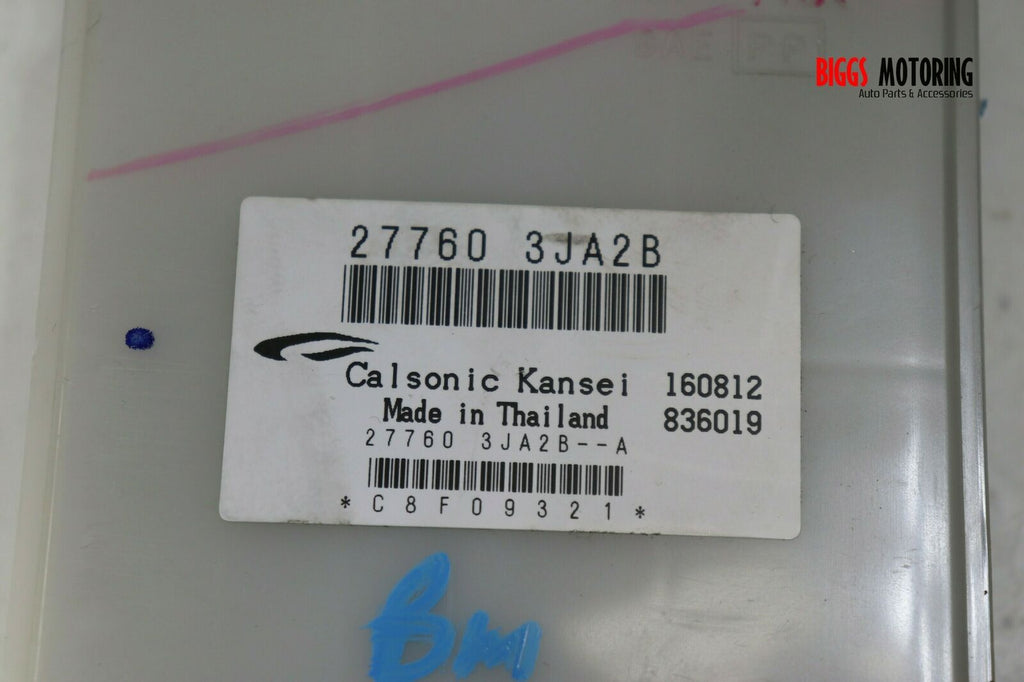 BIGGS MOTORING
Auto Parts & Accessories
27760 3JA2B
Calsonic Kansei 160812
Made in Thailand 836019
27760 3JA2B--A
*C8F09321*
Bm